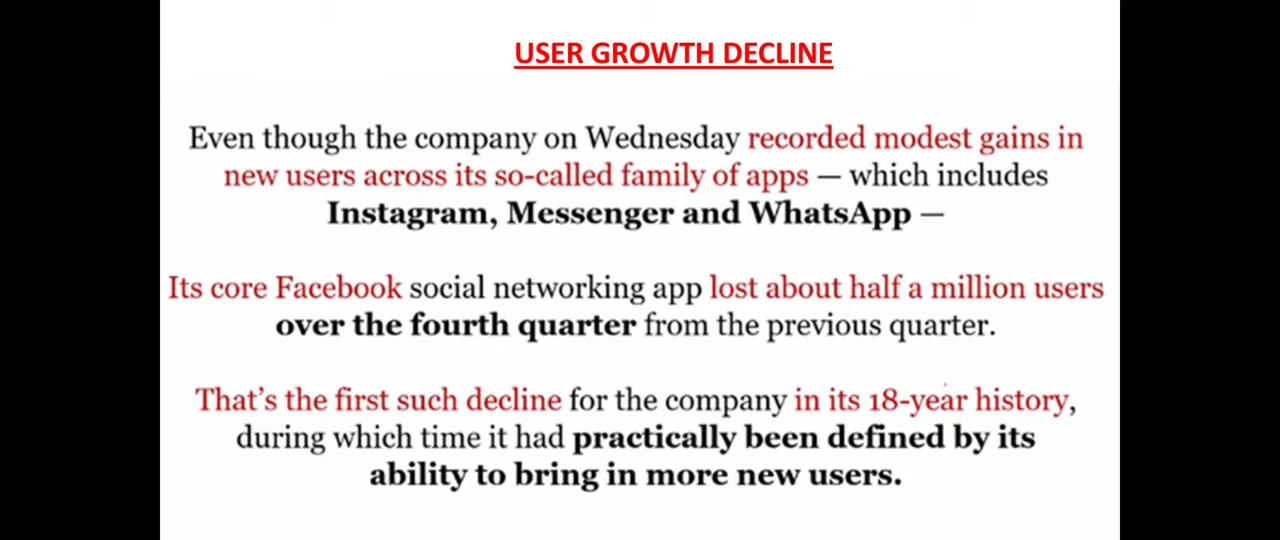 USER GROWTH DECLINE
Even though the company on Wednesday recorded modest gains in
new users across its so-called family of apps — which includes
Instagram, Messenger and WhatsApp —
Its core Facebook social networking app lost about half a million users
over the fourth quarter from the previous quarter.
That's the first such decline for the company in its 18-year history,
during which time it had practically been defined by its
ability to bring in more new users.